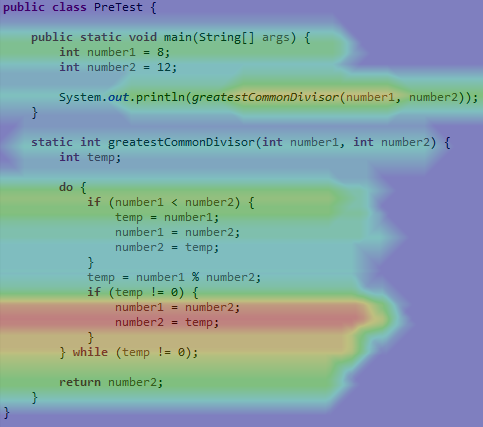 public class PreTest {
public static void main(String[] args) {
int number1 = 8;
int number2 = 12;
System.out.println(greatestCommonDivisor(number1, number2));
}
static int greatestCommonDivisor(int number1, int number2) {
int temp;
do {
if (number1 < number2) {
temp = number1;
number1 = number2;
number2 = temp;
}
temp = number1 % number2;
if (temp != 0) {
number1 = number2;
number2 = temp;
}
} while (temp != 0);
return number2;
}
}